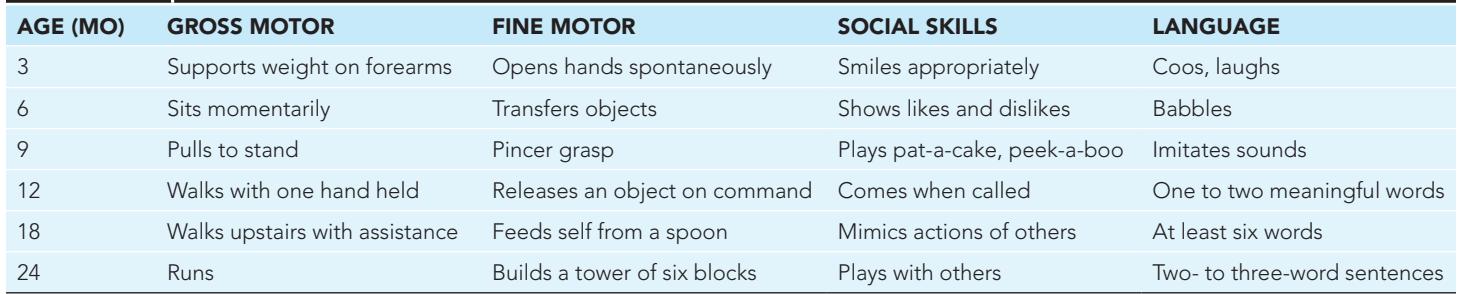 AGE (MO) GROSS MOTOR FINE MOTOR SOCIAL SKILLS LANGUAGE
3 Supports weight on forearms Opens hands spontaneously Smiles appropriately Coos, laughs
6 Sits momentarily Transfers objects Shows likes and dislikes Babbles
9 Pulls to stand Pincer grasp Plays pat-a-cake, peek-a-boo Imitates sounds
12 Walks with one hand held Releases an object on command Comes when called One to two meaningful words
18 Walks upstairs with assistance Feeds self from a spoon Mimics actions of others At least six words
24 Runs Builds a tower of six blocks Plays with others Two- to three-word sentences